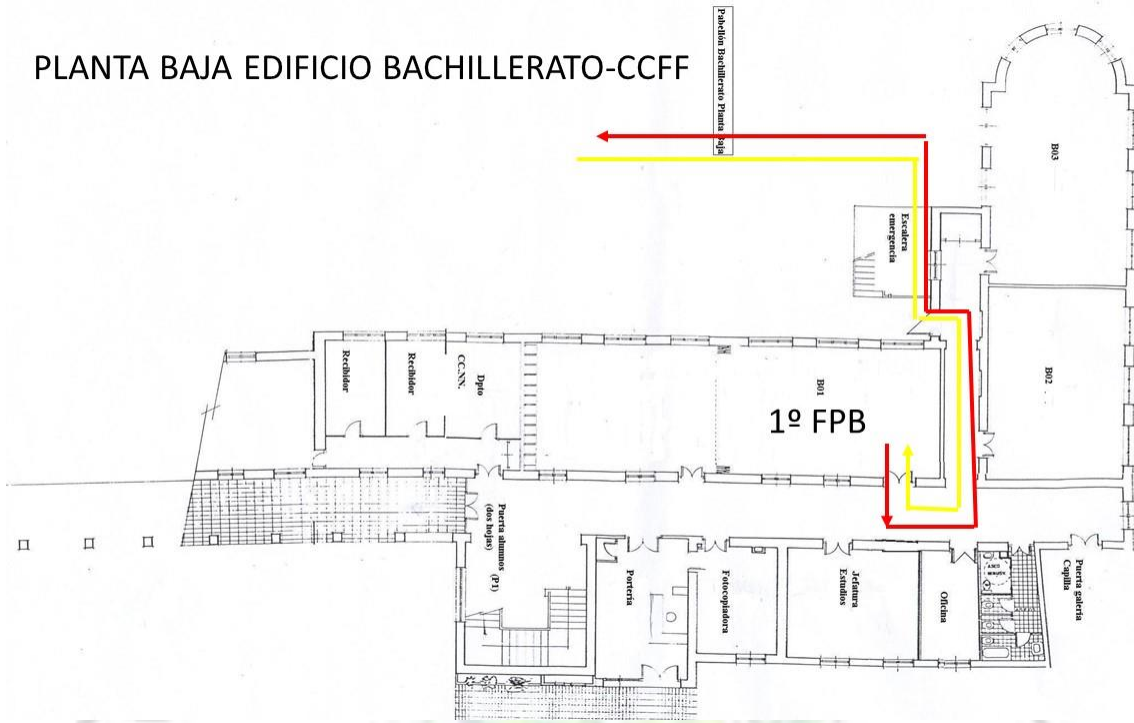 PLANTA BAJA EDIFICIO BACHILLERATO-CCFF
Pabellón Bachillerato Planta Baja
B03
Escalera
emergencia
B02
Recibidor
Recibidor
Dpto
CC.NN.
B01
1º FPB
Puerta alumnos (P1)
(dos hojas)
Portería
Fotocopiadora
Jefatura
Estudios
Oficina
ASEO
Puerta galería
Capilla